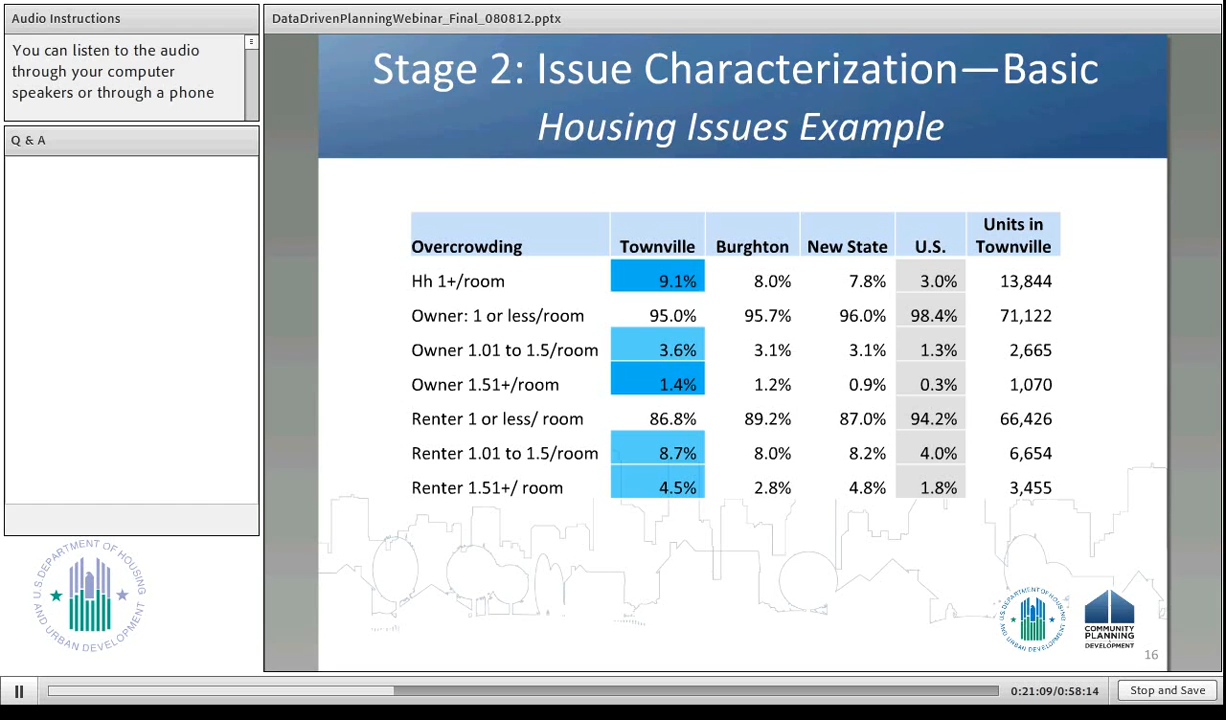 Audio Instructions
You can listen to the audio
through your computer
speakers or through a phone
Q & A
DataDrivenPlanningWebinar_Final_080812.pptx
Stage 2: Issue Characterization—Basic
Housing Issues Example
Overcrowding Townville Burghton New State U.S. Units in Townville
Hh 1+/room 9.1% 8.0% 7.8% 3.0% 13,844
Owner: 1 or less/room 95.0% 95.7% 96.0% 98.4% 71,122
Owner 1.01 to 1.5/room 3.6% 3.1% 3.1% 1.3% 2,665
Owner 1.51+/room 1.4% 1.2% 0.9% 0.3% 1,070
Renter 1 or less/ room 86.8% 89.2% 87.0% 94.2% 66,426
Renter 1.01 to 1.5/room 8.7% 8.0% 8.2% 4.0% 6,654
Renter 1.51+/ room 4.5% 2.8% 4.8% 1.8% 3,455
U.S. DEPARTMENT OF HOUSING
AND URBAN DEVELOPMENT
U.S. DEPARTMENT OF HOUSING
AND URBAN DEVELOPMENT
COMMUNITY
PLANNING
DEVELOPMENT
16
0:21:09/0:58:14
Stop and Save